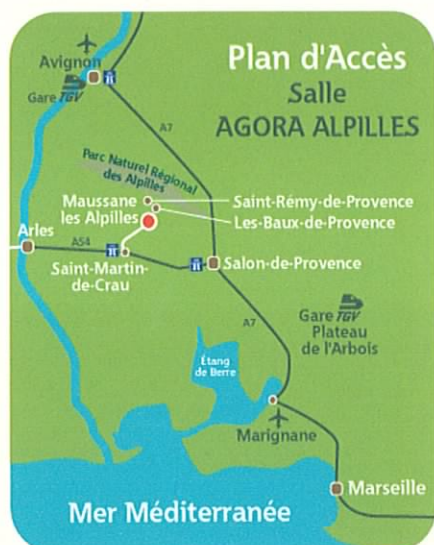 Plan d'Accès
Salle
AGORA ALPILLES
Avignon
Gare TGV
A7
Parc Naturel Régional
des Alpilles
Maussane
les Alpilles
Saint-Rémy-de-Provence
Les-Baux-de-Provence
Arles
A54
Saint-Martin-
de-Crau
Salon-de-Provence
A7
Gare TGV
Plateau
de l'Arbois
Étang
de Berre
Marignane
Marseille
Mer Méditerranée